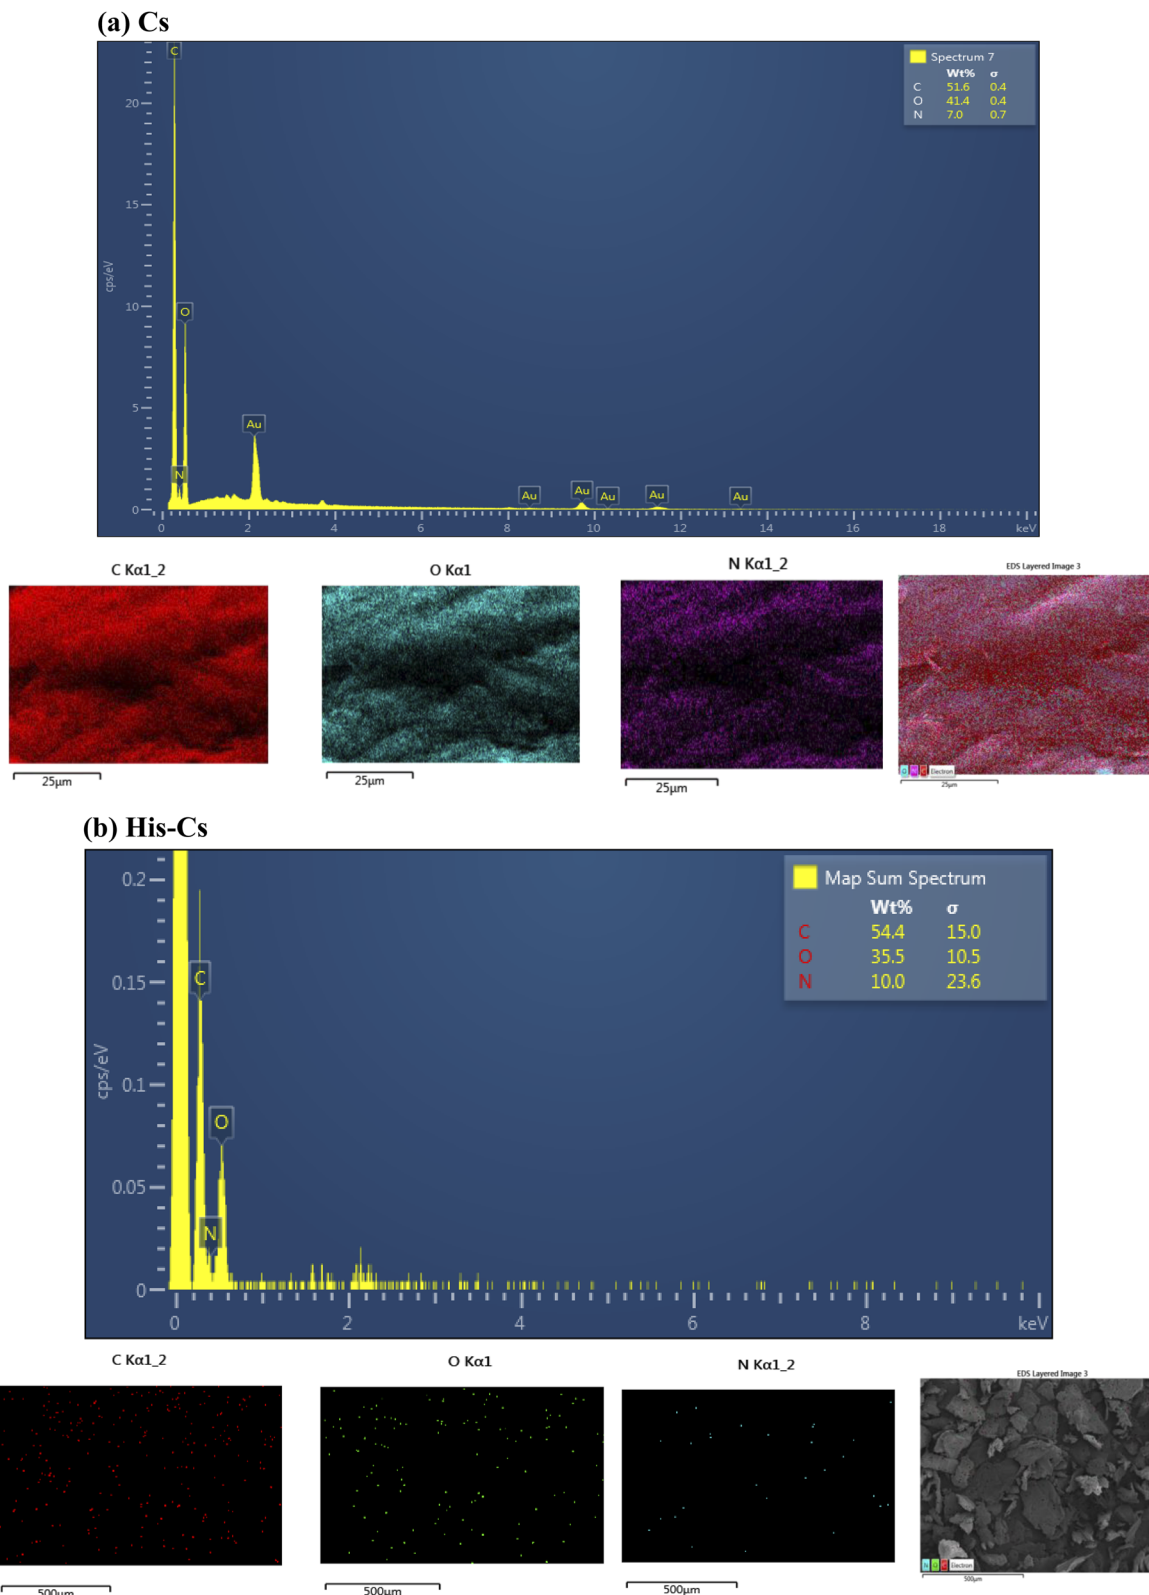 (a) Cs
C
Spectrum 7
Wt% σ
C 51.6 0.4
O 41.4 0.4
N 7.0 0.7
20
15
cps/eV
10
O
5
Au
N
Au Au Au Au Au
0
0 2 4 6 8 10 12 14 16 18 keV
C Kα1_2 O Kα1 N Kα1_2 EDS Layered Image 3
O N C Electron
25µm 25µm 25µm 25µm
(b) His-Cs
0.2
Map Sum Spectrum
Wt% σ
C 54.4 15.0
O 35.5 10.5
N 10.0 23.6
C
0.15
cps/eV
0.1
O
0.05
N
0
0 2 4 6 8 keV
C Kα1_2 O Kα1 N Kα1_2 EDS Layered Image 3
N O C Electron
500µm 500µm 500µm 500µm